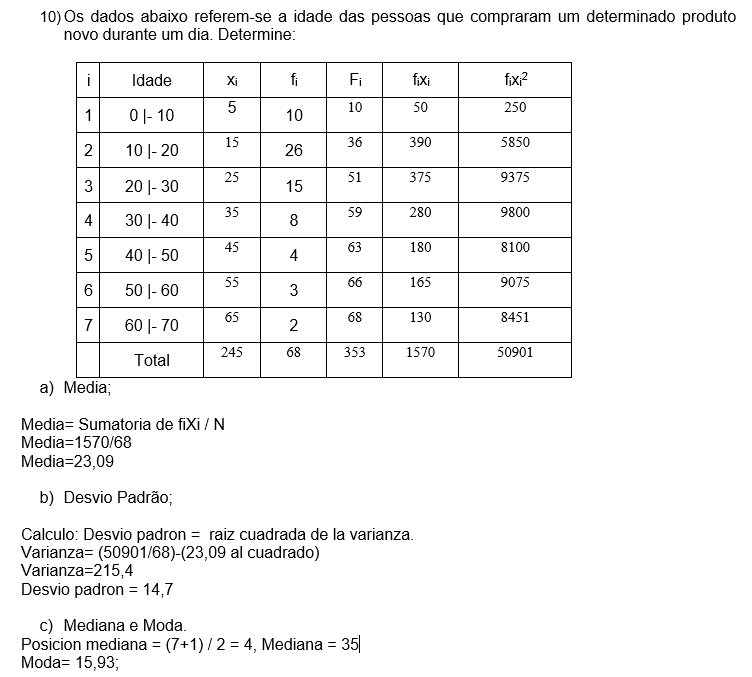 10) Os dados abaixo referem-se a idade das pessoas que compraram um determinado produto
novo durante um dia. Determine:
i Idade xᵢ fᵢ Fᵢ fᵢxᵢ fᵢxᵢ²
1 0 |- 10 5 10 10 50 250
2 10 |- 20 15 26 36 390 5850
3 20 |- 30 25 15 51 375 9375
4 30 |- 40 35 8 59 280 9800
5 40 |- 50 45 4 63 180 8100
6 50 |- 60 55 3 66 165 9075
7 60 |- 70 65 2 68 130 8451
Total 245 68 353 1570 50901
a) Media;
Media= Sumatoria de fiXi / N
Media=1570/68
Media=23,09
b) Desvio Padrão;
Calculo: Desvio padron = raiz cuadrada de la varianza.
Varianza= (50901/68)-(23,09 al cuadrado)
Varianza=215,4
Desvio padron = 14,7
c) Mediana e Moda.
Posicion mediana = (7+1) / 2 = 4, Mediana = 35
Moda= 15,93;